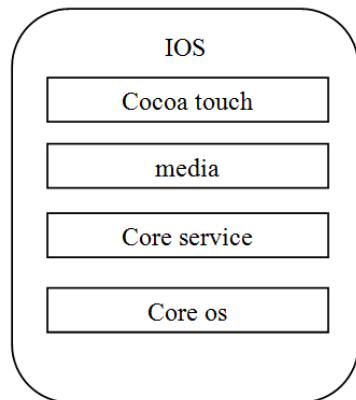 IOS
Cocoa touch
media
Core service
Core os